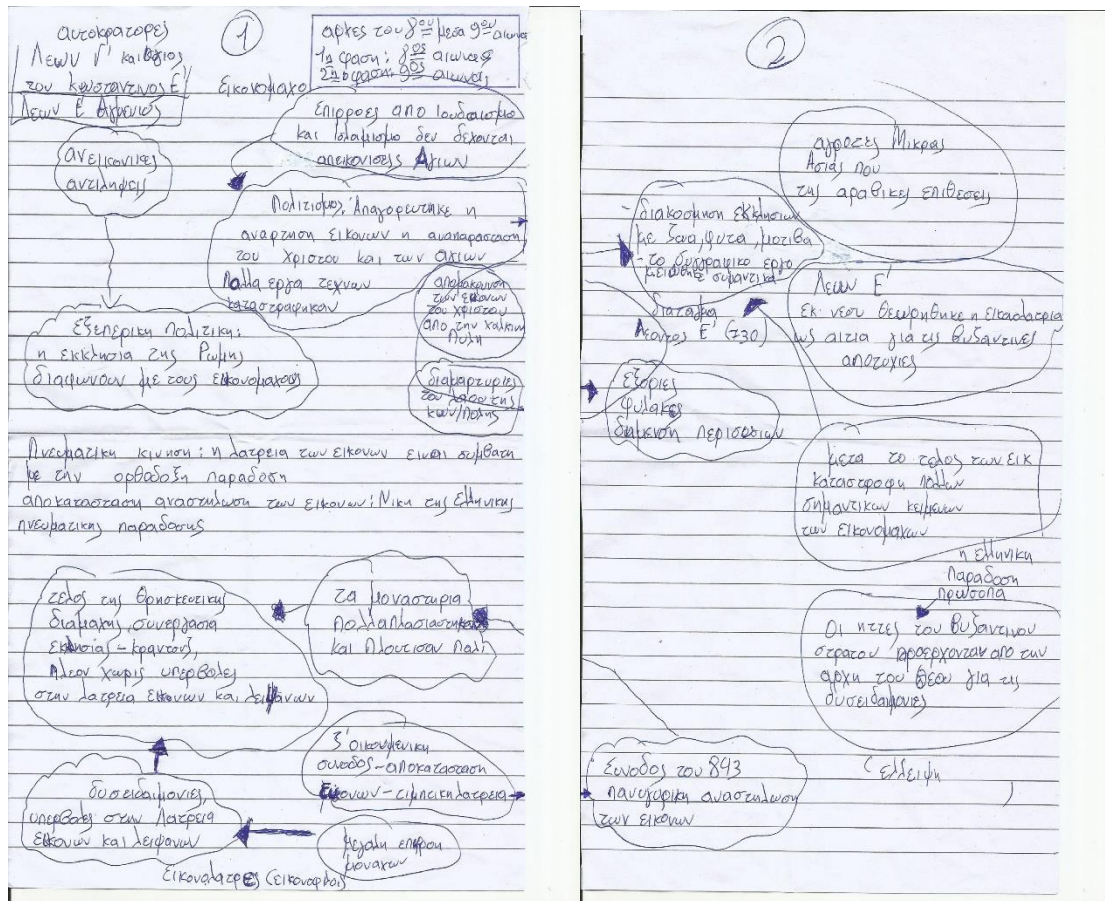 αυτοκρατορες
Λεων Γ' και ο γιος
του κωσταντινος Ε'
Λεων Ε' Αρμενιος
1
αρχες του 8ου μεσα 9ου αιωνα
1η φαση: 8ος αιωνας
2η φαση: 9ος αιωνας
Εικονομαχοι
Επιρροες απο Ιουδαισμο
και Ισλαμισμο δεν δεχονται
απεικονισεις Αγιων
ανεικονικες
αντιληψεις
Πολιτισμος: Απαγορευτηκε η
αναρτηση εικονων η αναπαρασταση
του Χριστου και των αγιων
Πολλα εργα τεχνων
καταστραφηκαν
απομακρυνση
των εικονων
του χριστου
απο την χαλκη
Πυλη
Εξωτερικη Πολιτικη:
η εκκλησια της Ρωμης
διαφωνουν με τους εικονομαχους
διαμαρτυριες
του λαου της
κων/πολης
Πνευματικη κινηση: η λατρεια των εικονων ειναι συμβατη
με την ορθοδοξη παραδοση
αποκατασταση αναστηλωση των εικονων: Νικη της Ελληνικης
πνευματικης παραδοσης
τελος της θρησκευτικης
διαμαχης, συνεργασια
εκκλησιας - κρατους,
πλεον χωρις υπερβολες
στην λατρεια εικονων και λειψανων
τα μοναστηρια
πολλαπλασιαστηκαν
και πλουτισαν παλι
Ζ' οικουμενικη
συνοδος - αποκατασταση
εικονων - τιμητικη λατρεια
δυσειδαιμονιες,
υπερβολες στην λατρεια
εικονων και λειψανων
μεγαλη επιρροη
μοναχων
εικονολατρες (εικονοφιλοι)
2
αγροτες Μικρας
Ασιας που
της αραβικες επιθεσεις
- διακοσμηση εκκλησιων
με ζωα, φυτα, μοτιβα
- το συγγραφικο εργο
μειωθηκε σημαντικα
διαταγμα
Λεοντος Ε' (730)
Λεων Ε'
εκ νεου θεωρηθηκε η Εικονολατρια
ως αιτια για τις βυζαντινες
αποτυχιες
εξοριες
φυλακες
δημευση περιουσιων
μετα το τελος των εικ
καταστροφη πολλων
σημαντικων κειμενων
των εικονομαχων
η ελληνικη
Παραδοση
προσωπα
Οι ηττες του βυζαντινου
στρατου προερχονταν απο την
οργη του Θεου για τις
δυσειδαιμονιες
Συνοδος του 843
πανηγυρικη αναστηλωση
των εικονων
( ελλειψη )